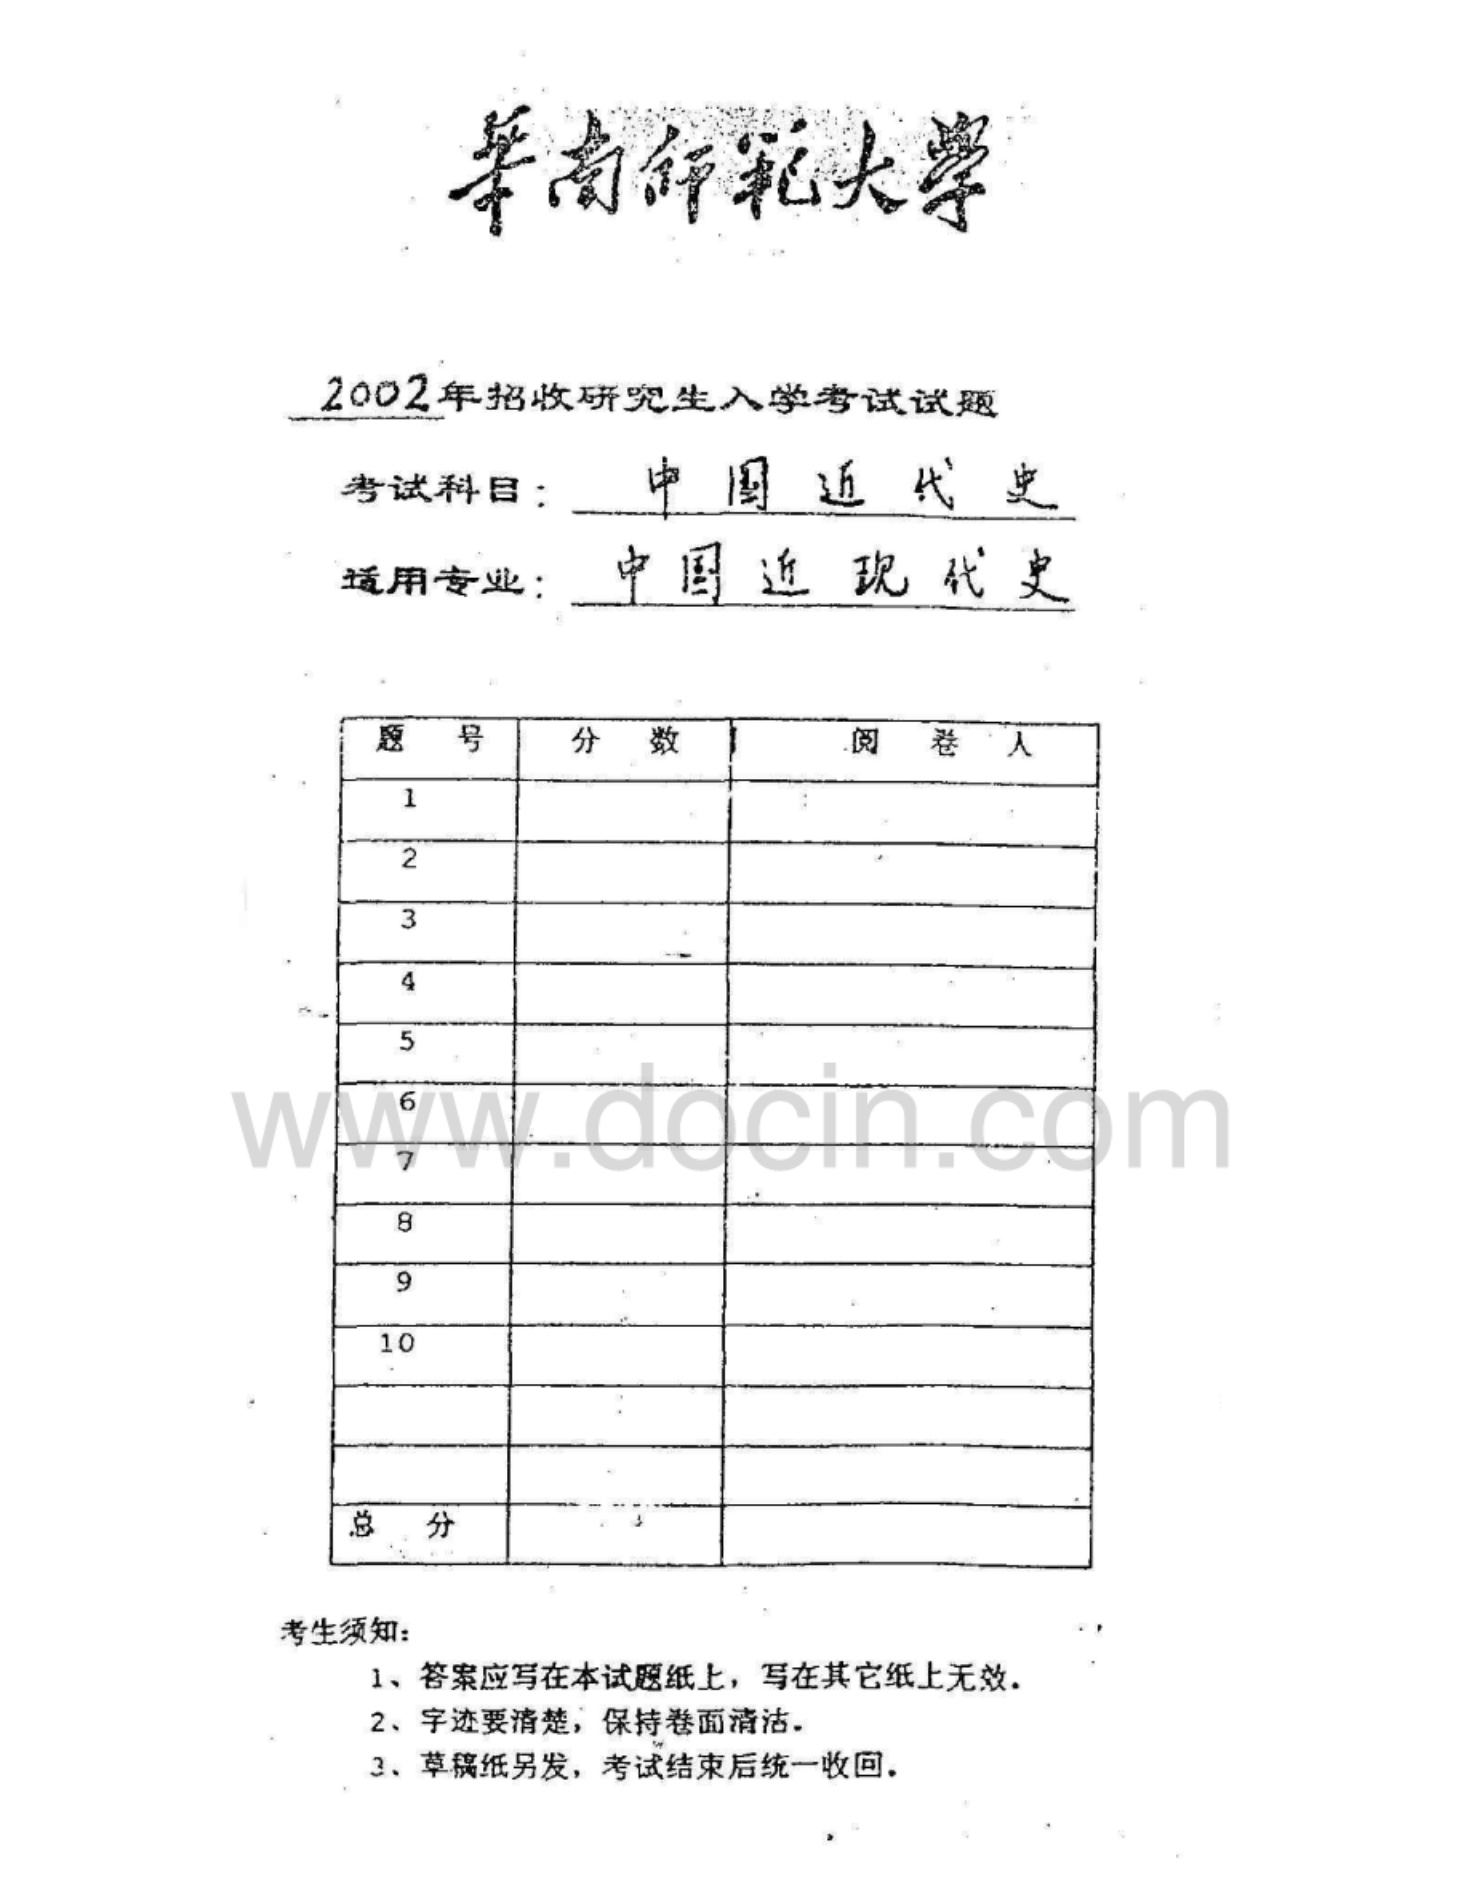 华南师范大学
2002年招收研究生入学考试试题
考试科目: 中国近代史
适用专业: 中国近现代史
题 号 分 数 阅 卷 人
1
2
3
4
5
6
www.docin.com
7
8
9
10
总 分
考生须知:
1、答案应写在本试题纸上，写在其它纸上无效.
2、字迹要清楚，保持卷面清洁.
3、草稿纸另发，考试结束后统一收回.